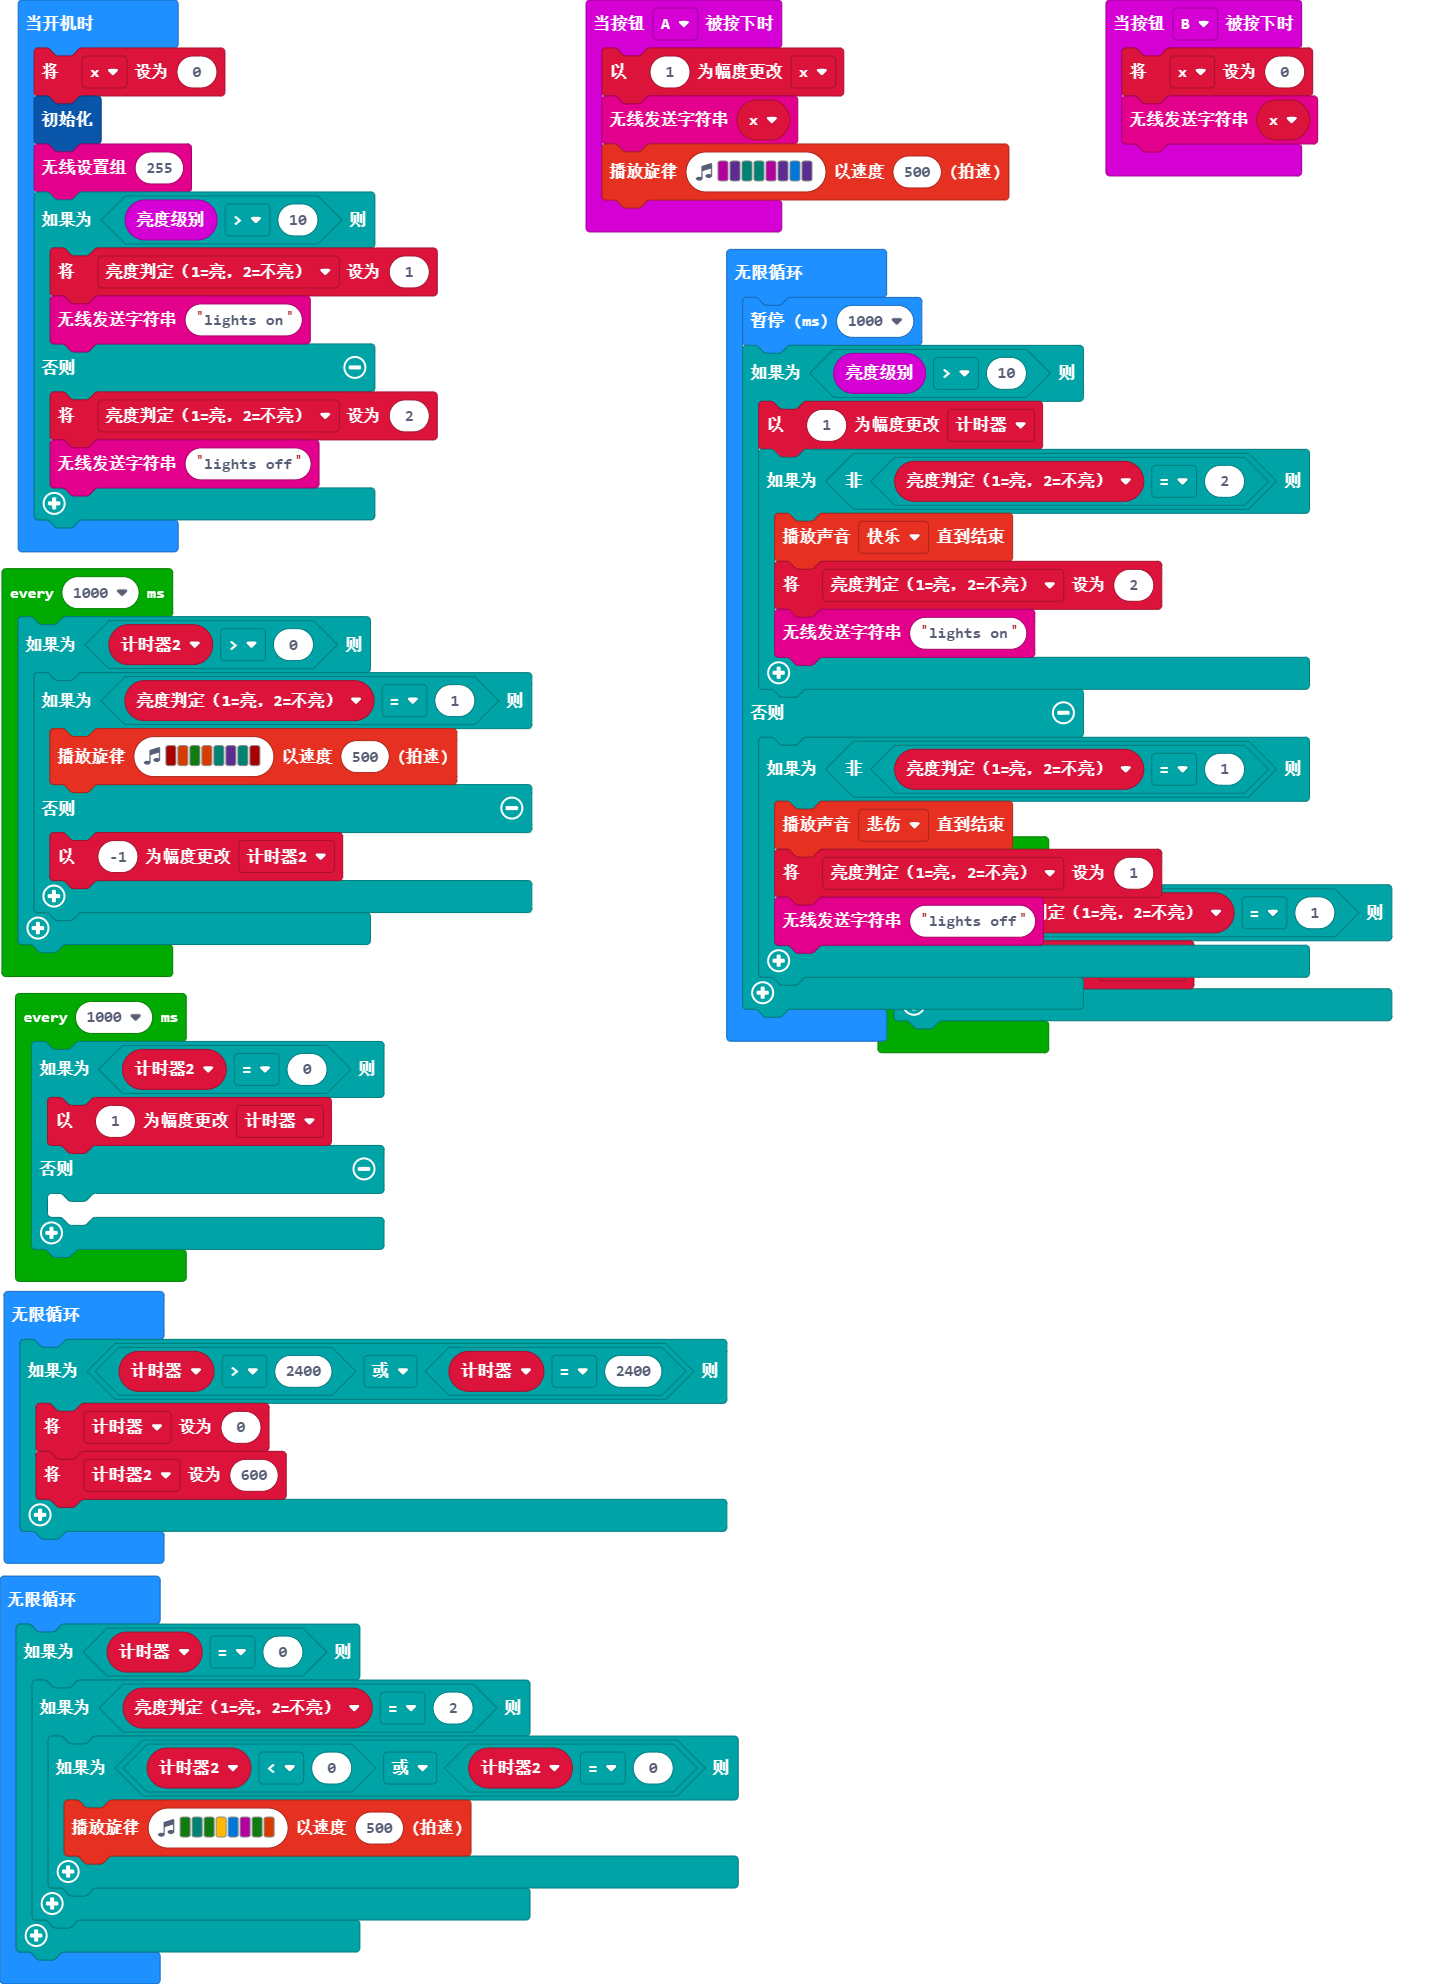 当开机时
将 x 设为 0
初始化
无线设置组 255
如果为 亮度级别 > 10 则
将 亮度判定（1=亮，2=不亮） 设为 1
无线发送字符串 "lights on"
否则
将 亮度判定（1=亮，2=不亮） 设为 2
无线发送字符串 "lights off"
当按钮 A 被按下时
以 1 为幅度更改 x
无线发送字符串 x
播放旋律 以速度 500 (拍速)
当按钮 B 被按下时
将 x 设为 0
无线发送字符串 x
无限循环
暂停 (ms) 1000
如果为 亮度级别 > 10 则
以 1 为幅度更改 计时器
如果为 非 亮度判定（1=亮，2=不亮） = 2 则
播放声音 快乐 直到结束
将 亮度判定（1=亮，2=不亮） 设为 2
无线发送字符串 "lights on"
否则
如果为 非 亮度判定（1=亮，2=不亮） = 1 则
播放声音 悲伤 直到结束
将 亮度判定（1=亮，2=不亮） 设为 1
无线发送字符串 "lights off"
定（1=亮，2=不亮） = 1 则
every 1000 ms
如果为 计时器2 > 0 则
如果为 亮度判定（1=亮，2=不亮） = 1 则
播放旋律 以速度 500 (拍速)
否则
以 -1 为幅度更改 计时器2
every 1000 ms
如果为 计时器2 = 0 则
以 1 为幅度更改 计时器
否则
无限循环
如果为 计时器 > 2400 或 计时器 = 2400 则
将 计时器 设为 0
将 计时器2 设为 600
无限循环
如果为 计时器 = 0 则
如果为 亮度判定（1=亮，2=不亮） = 2 则
如果为 计时器2 < 0 或 计时器2 = 0 则
播放旋律 以速度 500 (拍速)